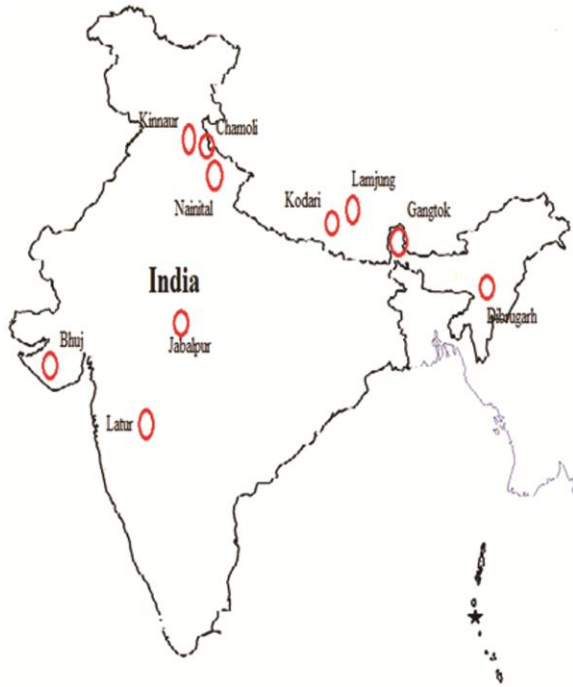 Kinnaur
Chamoli
Nainital
Lamjung
Kodari
Gangtok
India
Dibrugarh
Bhuj
Jabalpur
Latur